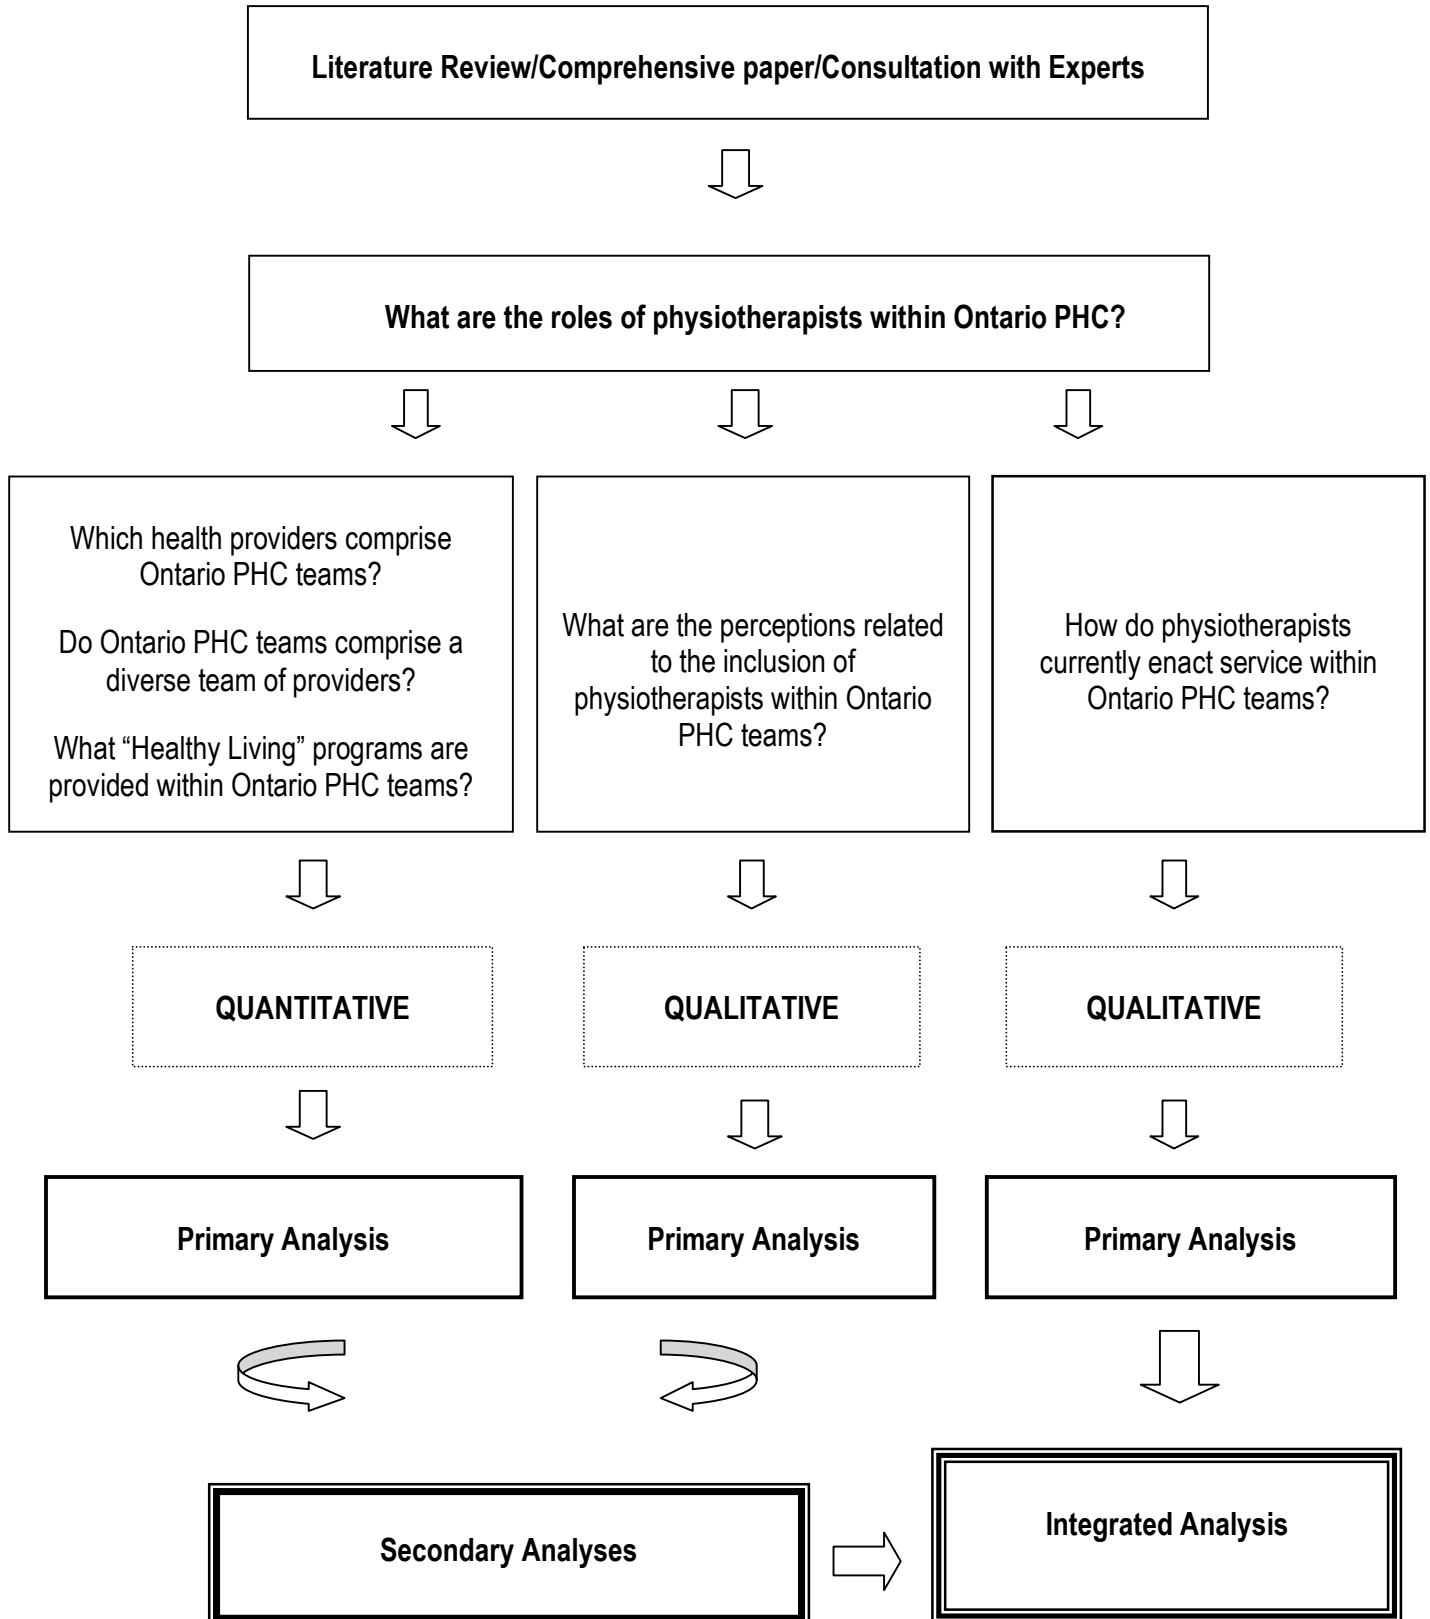 Literature Review/Comprehensive paper/Consultation with Experts
What are the roles of physiotherapists within Ontario PHC?
Which health providers comprise
Ontario PHC teams?
Do Ontario PHC teams comprise a
diverse team of providers?
What “Healthy Living” programs are
provided within Ontario PHC teams?
What are the perceptions related
to the inclusion of
physiotherapists within Ontario
PHC teams?
How do physiotherapists
currently enact service within
Ontario PHC teams?
QUANTITATIVE
QUALITATIVE
QUALITATIVE
Primary Analysis
Primary Analysis
Primary Analysis
Secondary Analyses
Integrated Analysis